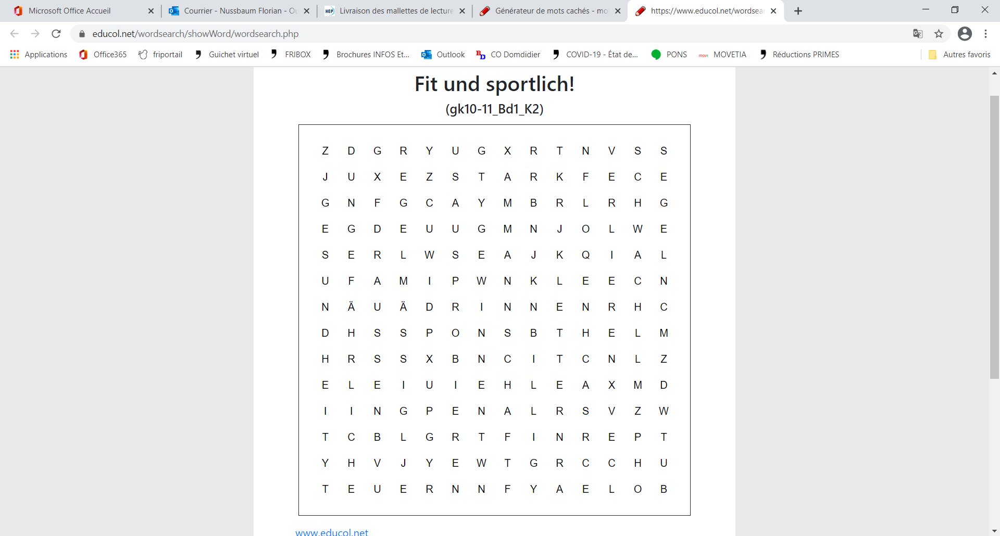 Microsoft Office Accueil
Courrier - Nussbaum Florian - Ou
HEP Livraison des mallettes de lecture
Générateur de mots cachés - mo
https://www.educol.net/wordsea
educol.net/wordsearch/showWord/wordsearch.php
Applications Office365 friportail Guichet virtuel FRIBOX Brochures INFOS Et... Outlook BD CO Domdidier COVID-19 - État de... PONS movet MOVETIA Réductions PRIMES Autres favoris
Fit und sportlich!
(gk10-11_Bd1_K2)
Z D G R Y U G X R T N V S S
J U X E Z S T A R K F E C E
G N F G C A Y M B R L R H G
E G D E U U G M N J O L W E
S E R L W S E A J K Q I A L
U F A M I P W N K L E E C N
N Ä U Ä D R I N N E N R H C
D H S S P O N S B T H E L M
H R S S X B N C I T C N L Z
E L E I U I E H L E A X M D
I I N G P E N A L R S V Z W
T C B L G R T F I N R E P T
Y H V J Y E W T G R C C H U
T E U E R N N F Y A E L O B
www.educol.net